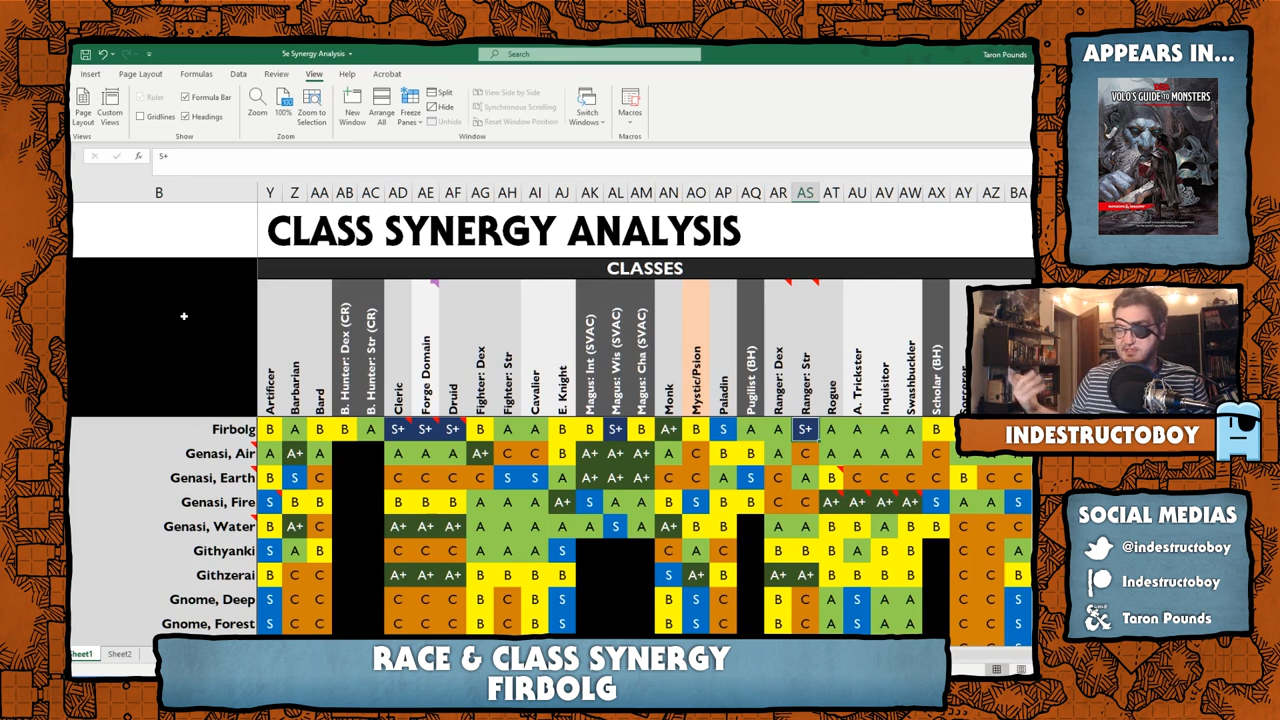 5e Synergy Analysis
Search
Taron Pounds
Insert Page Layout Formulas Data Review View Help Acrobat
Page Layout
Custom Views
Ruler
Formula Bar
Gridlines
Headings
Zoom
100%
Zoom to Selection
New Window
Arrange All
Freeze Panes
Split
Hide
Unhide
View Side by Side
Synchronous Scrolling
Reset Window Position
Switch Windows
Macros
Views Show Zoom Window Macros
fx S+
B Y Z AA AB AC AD AE AF AG AH AI AJ AK AL AM AN AO AP AQ AR AS AT AU AV AW AX AY AZ BA
CLASS SYNERGY ANALYSIS
CLASSES
Artificer
Barbarian
Bard
B. Hunter: Dex (CR)
B. Hunter: Str (CR)
Cleric
Forge Domain
Druid
Fighter: Dex
Fighter: Str
Cavalier
E. Knight
Magus: Int (SVAC)
Magus: Wis (SVAC)
Magus: Cha (SVAC)
Monk
Mystic/Psion
Paladin
Pugilist (BH)
Ranger: Dex
Ranger: Str
Rogue
A. Trickster
Inquisitor
Swashbuckler
Scholar (BH)
Firbolg B A B B A S+ S+ S+ B A A B B S+ B A+ B S A A S+ A A A A B
Genasi, Air A A+ A A A A A+ C C B A+ A+ A+ A C B B A C A A A A C A A A
Genasi, Earth B S C C C C C S S A A+ A+ A+ C C A S C A B C C C C B C
Genasi, Fire S B B B B B A A A A+ S A A B S B B C C A+ A+ A+ A+ S A A S
Genasi, Water B A+ C A+ A+ A+ A A A A A S A A+ B B A A B B A B B C C C
Githyanki S A B C C C A A A S C A C B B B A B B C C A
Githzerai B C C A+ A+ A+ B B B B S A+ B A+ A+ B B B B C C B
Gnome, Deep S C C C C C B C B S B S C B C A S A A C C S
Gnome, Forest S C C C C C B C B S B S C B C A S A A C C S
Sheet1 Sheet2
RACE & CLASS SYNERGY
FIRBOLG
APPEARS IN...
VOLO'S GUIDE TO MONSTERS
INDESTRUCTOBOY
SOCIAL MEDIAS
@indestructoboy
Indestructoboy
Taron Pounds